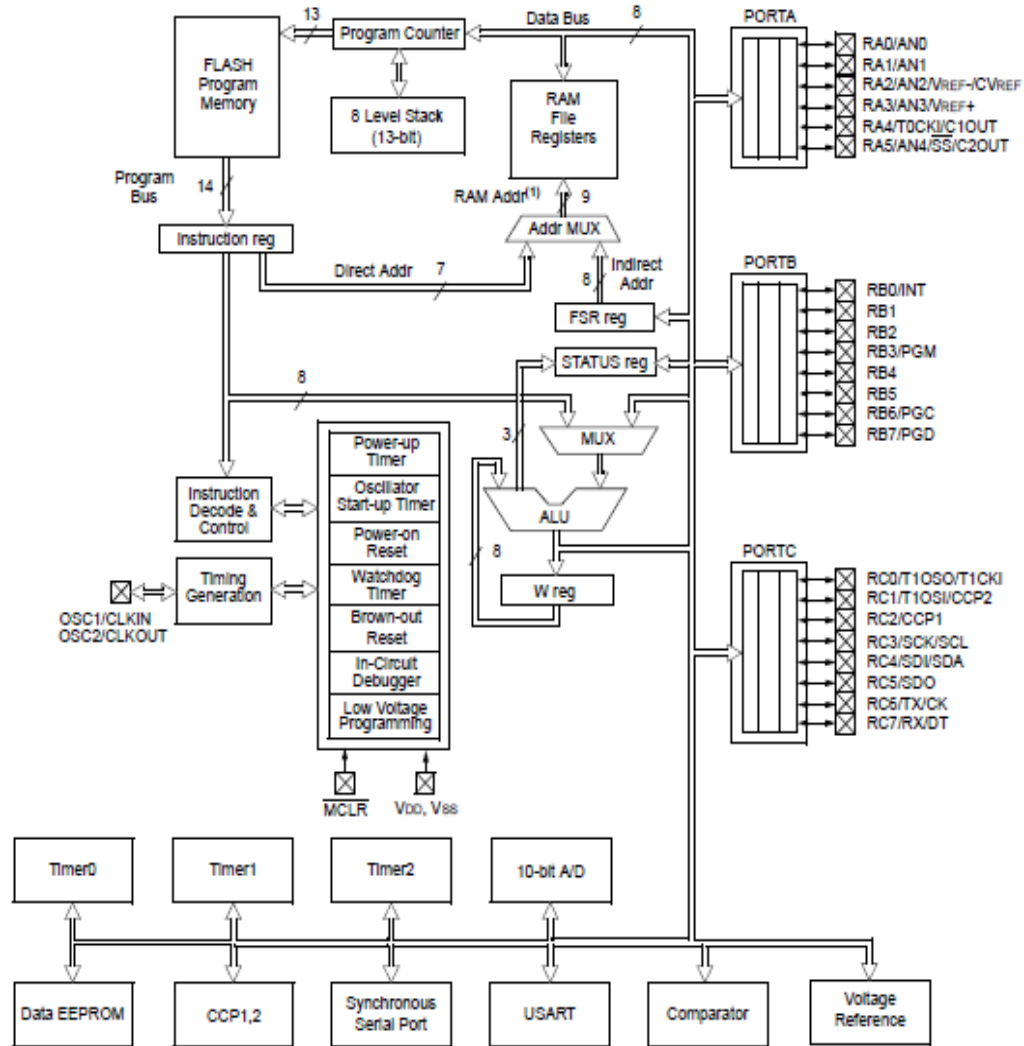 13
Data Bus
8
PORTA
FLASH
Program
Memory
Program Counter
8 Level Stack
(13-bit)
RAM
File
Registers
RA0/AN0
RA1/AN1
RA2/AN2/VREF-/CVREF
RA3/AN3/VREF+
RA4/T0CKI/C1OUT
RA5/AN4/SS/C2OUT
Program
Bus
14
RAM Addr(1)
9
Instruction reg
Addr MUX
Direct Addr
7
8
Indirect
Addr
FSR reg
STATUS reg
PORTB
RB0/INT
RB1
RB2
RB3/PGM
RB4
RB5
RB6/PGC
RB7/PGD
8
3
MUX
Power-up
Timer
Oscillator
Start-up Timer
Power-on
Reset
Watchdog
Timer
Brown-out
Reset
In-Circuit
Debugger
Low Voltage
Programming
Instruction
Decode &
Control
ALU
8
W reg
Timing
Generation
OSC1/CLKIN
OSC2/CLKOUT
PORTC
RC0/T1OSO/T1CKI
RC1/T1OSI/CCP2
RC2/CCP1
RC3/SCK/SCL
RC4/SDI/SDA
RC5/SDO
RC6/TX/CK
RC7/RX/DT
MCLR
VDD, VSS
Timer0
Timer1
Timer2
10-bit A/D
Data EEPROM
CCP1,2
Synchronous
Serial Port
USART
Comparator
Voltage
Reference